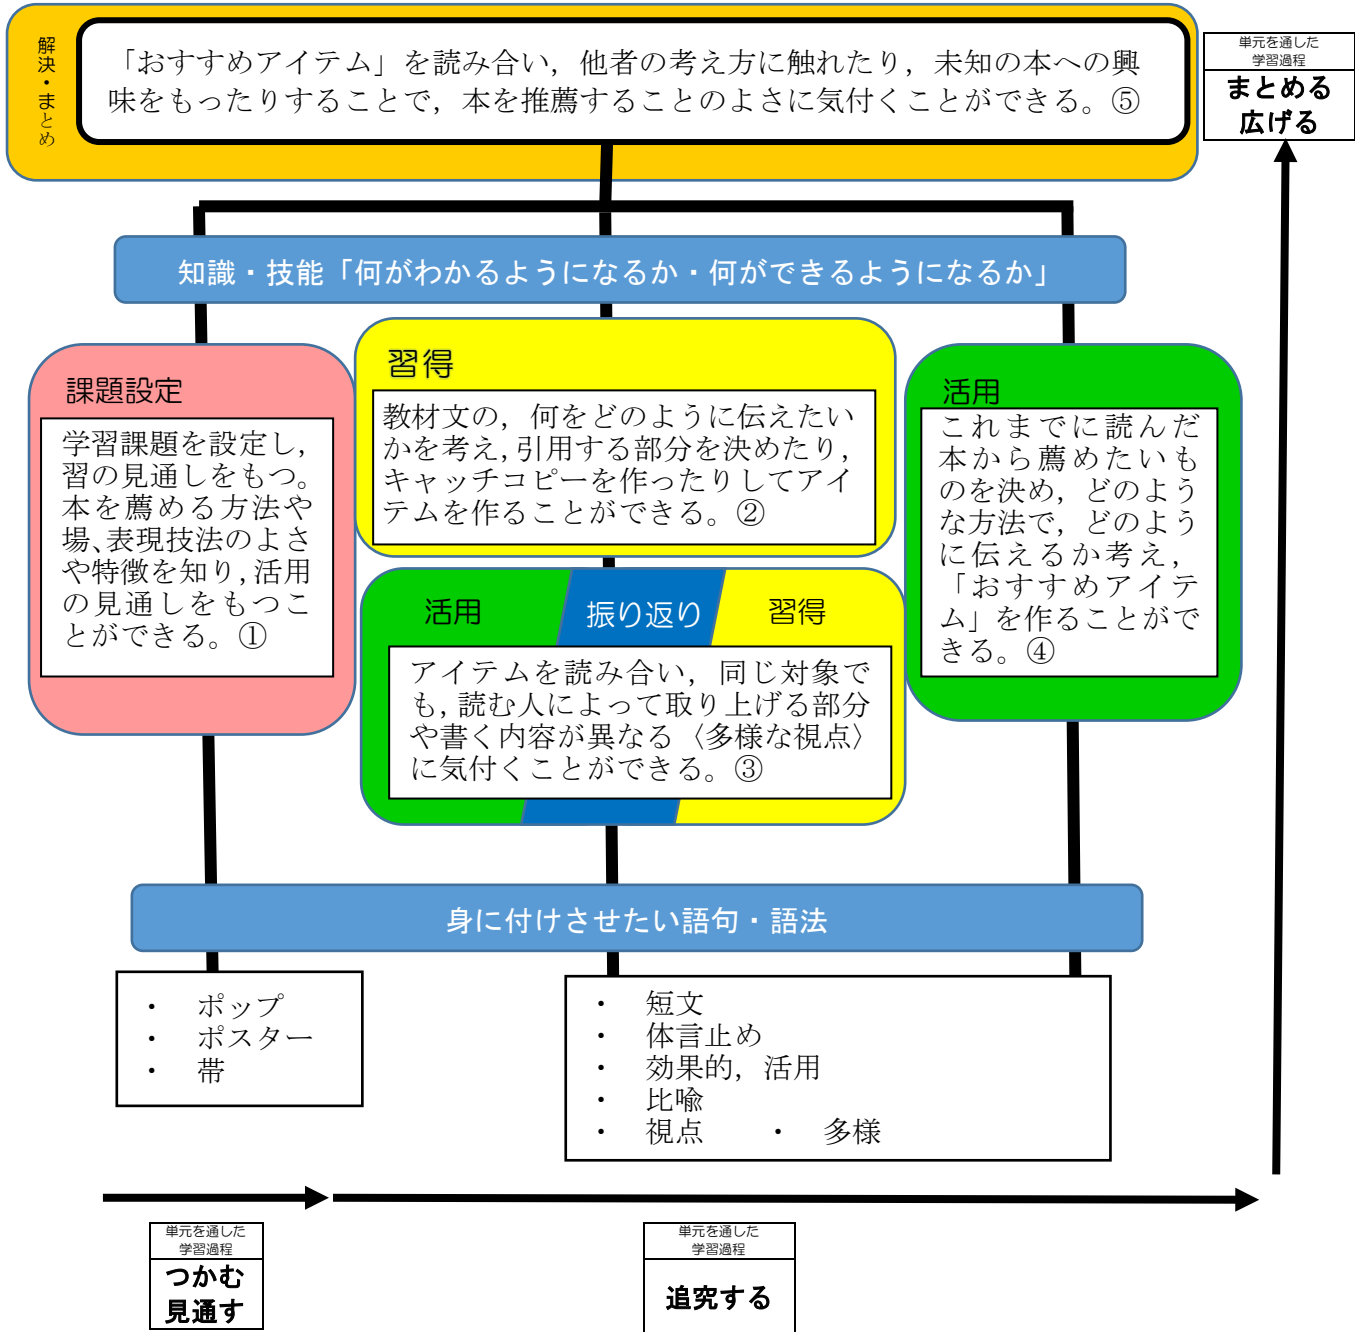 解決・まとめ
「おすすめアイテム」を読み合い，他者の考え方に触れたり，未知の本への興
味をもったりすることで，本を推薦することのよさに気付くことができる。⑤
単元を通した
学習過程
まとめる
広げる
知識・技能「何がわかるようになるか・何ができるようになるか」
課題設定
学習課題を設定し，
習の見通しをもつ。
本を薦める方法や
場、表現技法のよさ
や特徴を知り，活用
の見通しをもつこ
とができる。①
習得
教材文の，何をどのように伝えたい
かを考え，引用する部分を決めたり，
キャッチコピーを作ったりしてアイ
テムを作ることができる。②
活用
振り返り
習得
アイテムを読み合い，同じ対象で
も，読む人によって取り上げる部分
や書く内容が異なる〈多様な視点〉
に気付くことができる。③
活用
これまでに読んだ
本から薦めたいも
のを決め，どのよう
な方法で，どのよう
に伝えるか考え，
「おすすめアイテ
ム」を作ることがで
きる。④
身に付けさせたい語句・語法
・　ポップ
・　ポスター
・　帯
・　短文
・　体言止め
・　効果的，活用
・　比喩
・　視点　　・　多様
単元を通した
学習過程
つかむ
見通す
単元を通した
学習過程
追究する